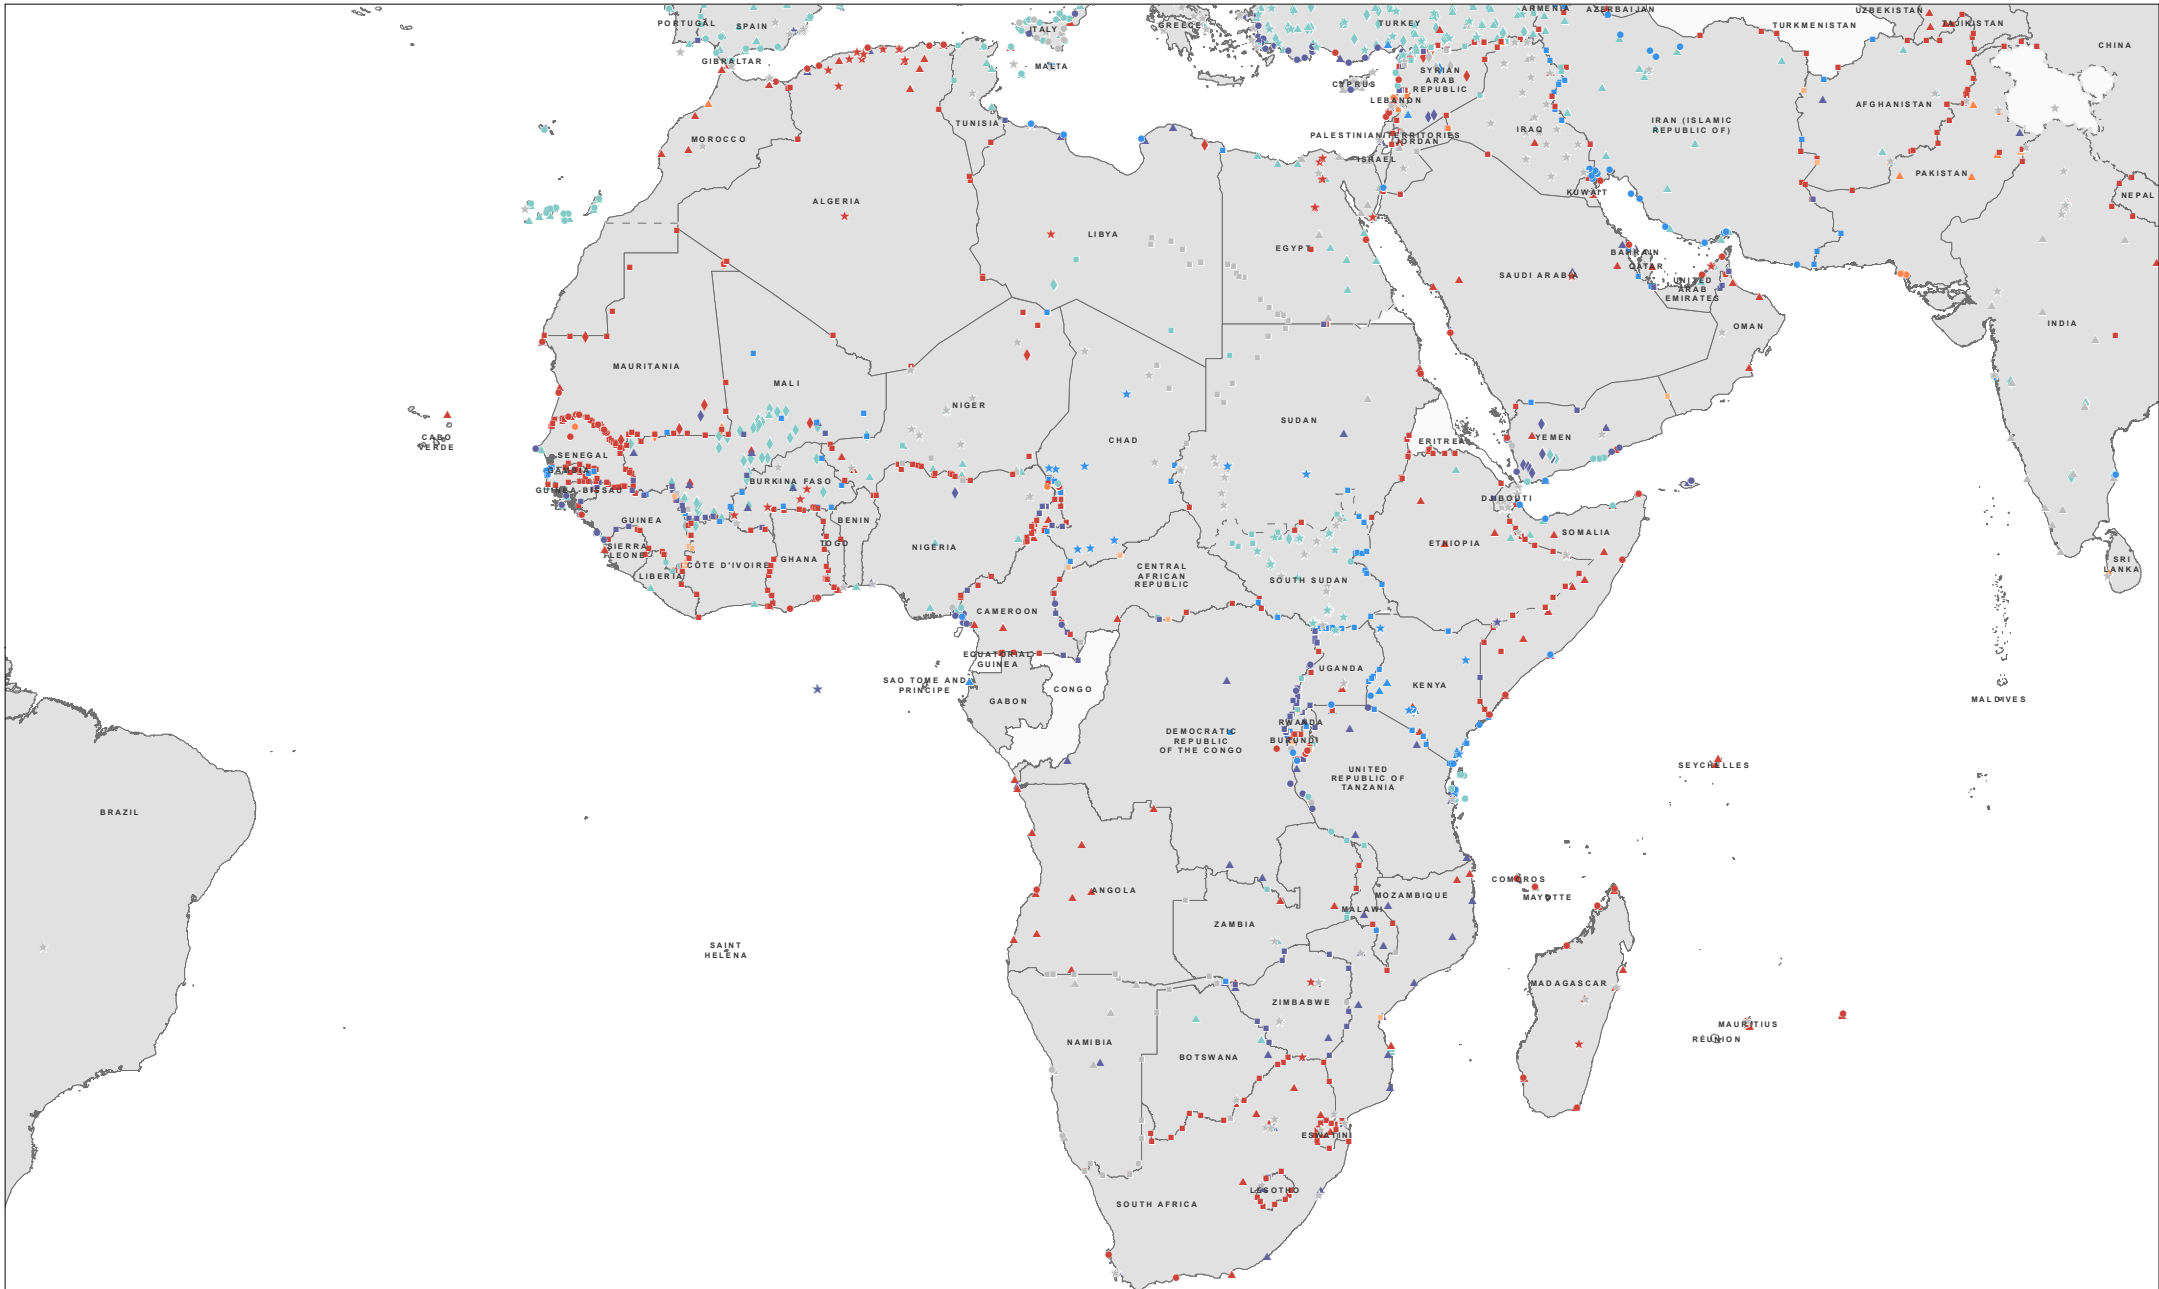 PORTUGAL
SPAIN
GIBRALTAR
ITALY
MALTA
GREECE
TURKEY
CYPRUS
SYRIAN
ARAB
REPUBLIC
LEBANON
PALESTINIAN TERRITORIES
JORDAN
ISRAEL
IRAQ
KUWAIT
ARMENIA
AZERBAIJAN
TURKMENISTAN
UZBEKISTAN
TAJIKISTAN
CHINA
AFGHANISTAN
IRAN (ISLAMIC
REPUBLIC OF)
PAKISTAN
NEPAL
INDIA
SRI
LANKA
MALDIVES
MOROCCO
TUNISIA
ALGERIA
LIBYA
EGYPT
SAUDI ARABIA
BAHRAIN
QATAR
UNITED
ARAB
EMIRATES
OMAN
YEMEN
MAURITANIA
MALI
NIGER
CHAD
SUDAN
ERITREA
DJIBOUTI
SOMALIA
ETHIOPIA
CABO
VERDE
SENEGAL
GAMBIA
GUINEA-BISSAU
GUINEA
SIERRA
LEONE
LIBERIA
CÔTE D'IVOIRE
BURKINA FASO
GHANA
TOGO
BENIN
NIGERIA
CAMEROON
CENTRAL
AFRICAN
REPUBLIC
SOUTH SUDAN
EQUATORIAL
GUINEA
SAO TOME AND
PRINCIPE
GABON
CONGO
DEMOCRATIC
REPUBLIC
OF THE CONGO
UGANDA
KENYA
RWANDA
BURUNDI
UNITED
REPUBLIC OF
TANZANIA
SEYCHELLES
BRAZIL
SAINT
HELENA
ANGOLA
ZAMBIA
MALAWI
MOZAMBIQUE
COMOROS
MAYOTTE
MADAGASCAR
MAURITIUS
RÉUNION
ZIMBABWE
NAMIBIA
BOTSWANA
ESWATINI
LESOTHO
SOUTH AFRICA